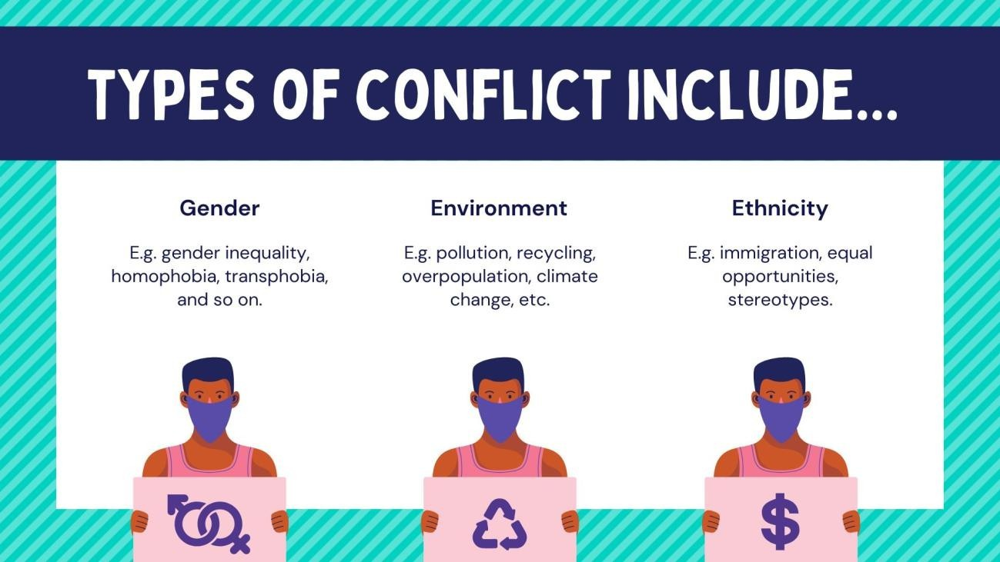 TYPES OF CONFLICT INCLUDE...
Gender
E.g. gender inequality,
homophobia, transphobia,
and so on.
Environment
E.g. pollution, recycling,
overpopulation, climate
change, etc.
Ethnicity
E.g. immigration, equal
opportunities,
stereotypes.
$